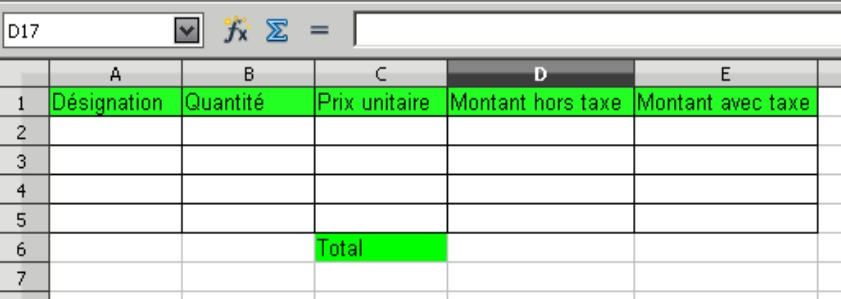 D17
A B C D E
1 Désignation Quantité Prix unitaire Montant hors taxe Montant avec taxe
2
3
4
5
6 Total
7